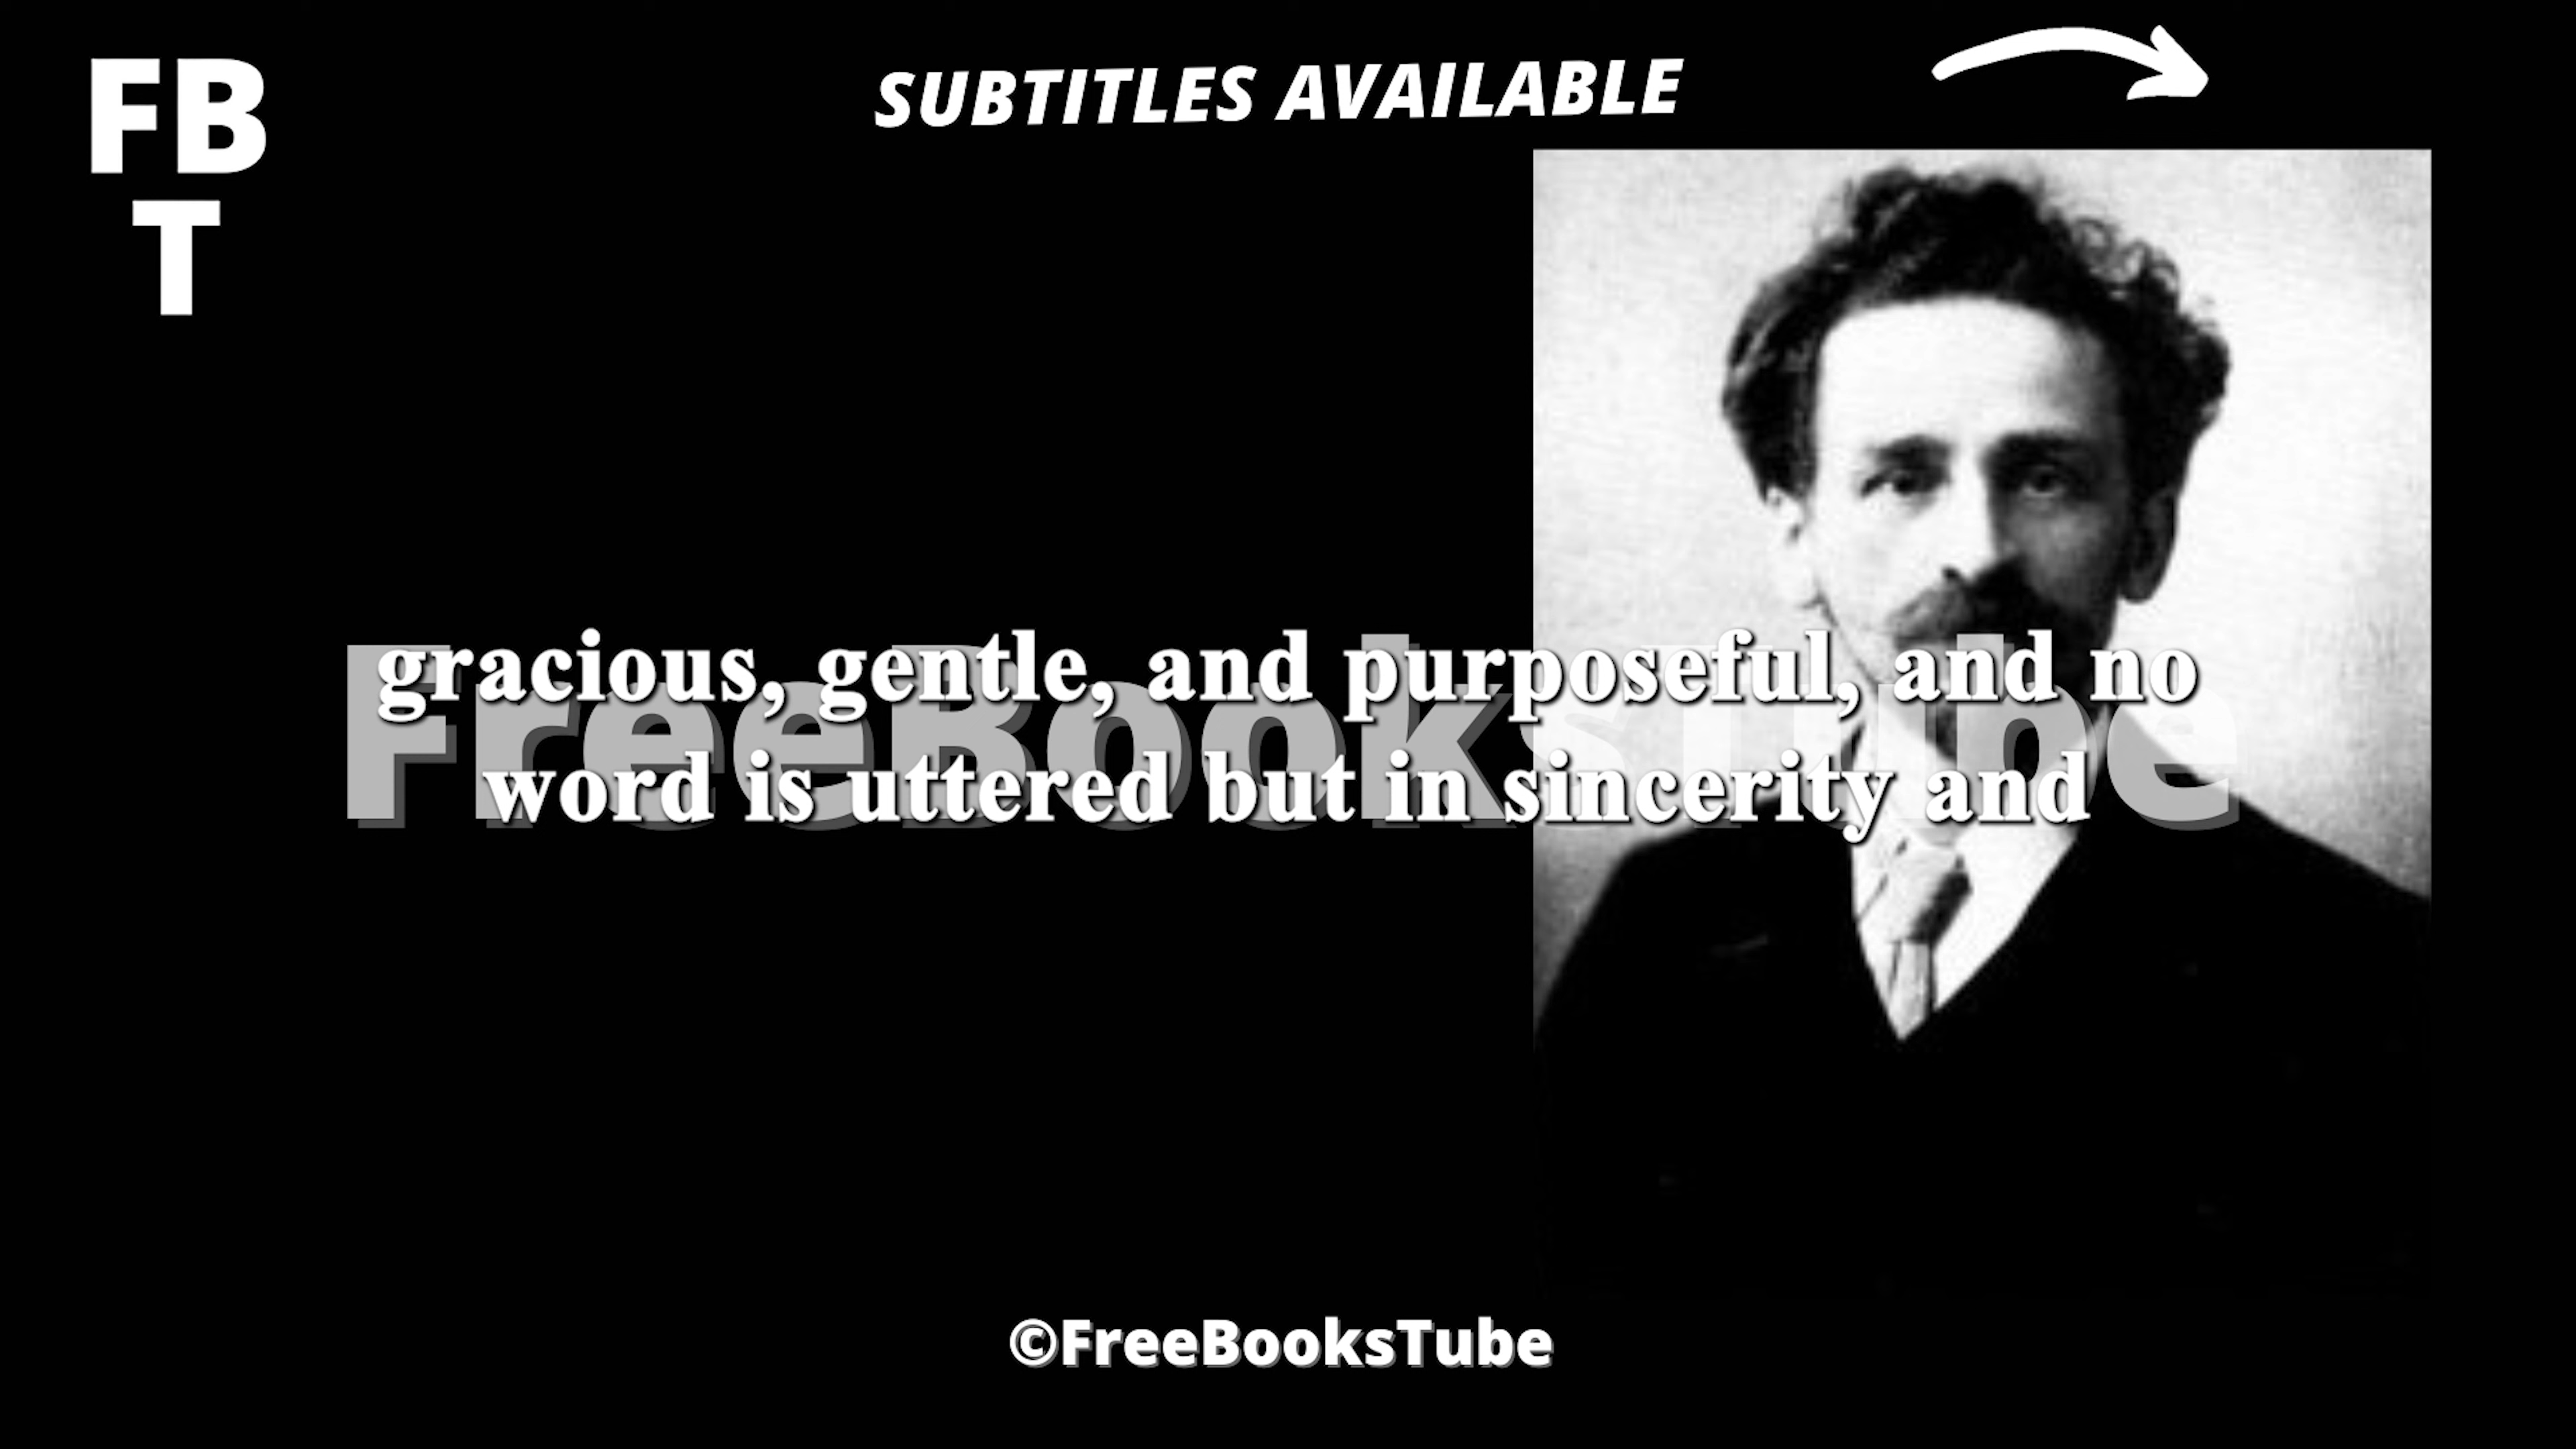 FB
T
SUBTITLES AVAILABLE
gracious, gentle, and purposeful, and no
FreeBooksTube
word is uttered but in sincerity and
©FreeBooksTube